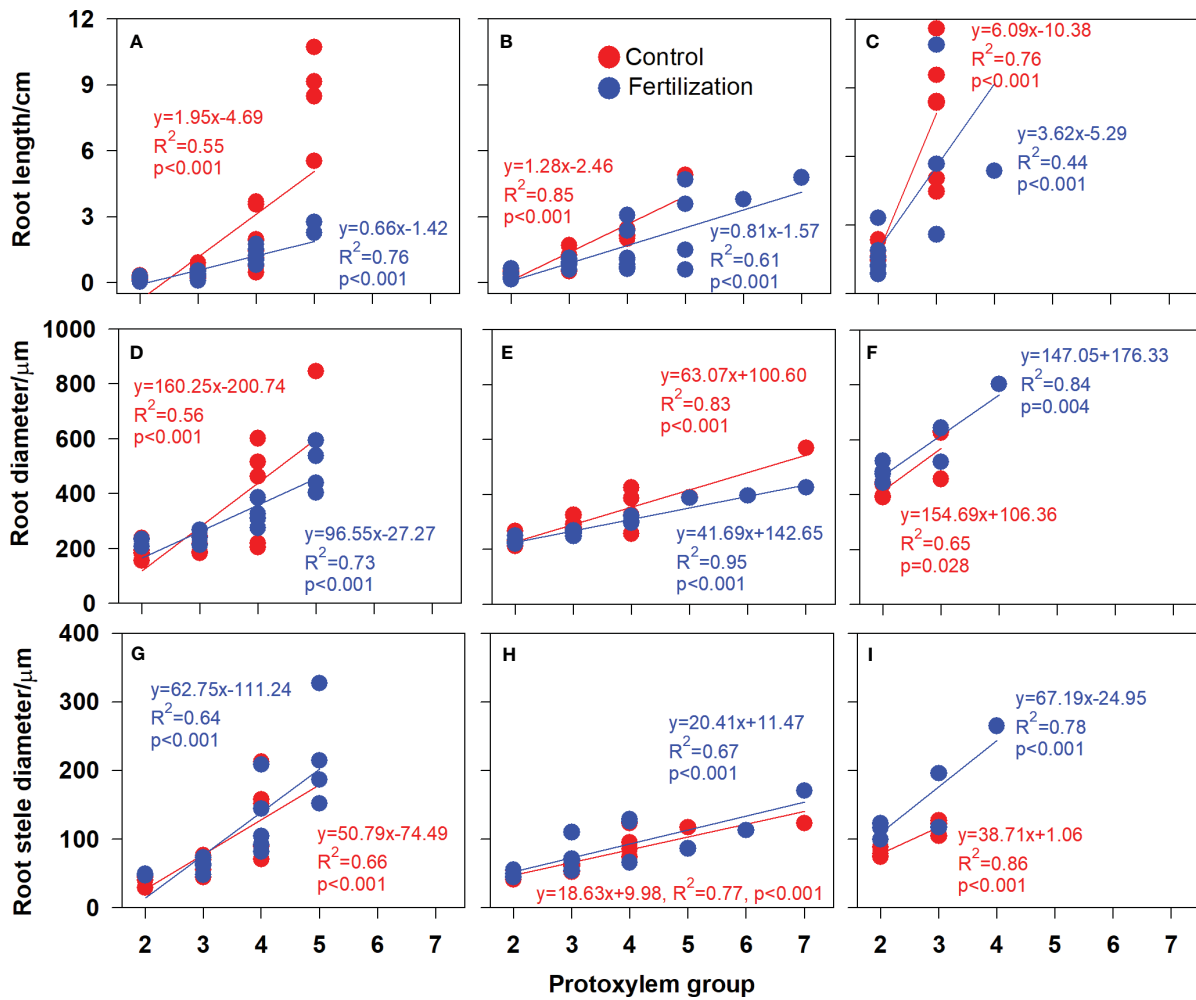 A
B
C
Control
Fertilization
Root length/cm
12
9
6
3
0
y=1.95x-4.69
R²=0.55
p<0.001
y=0.66x-1.42
R²=0.76
p<0.001
y=1.28x-2.46
R²=0.85
p<0.001
y=0.81x-1.57
R²=0.61
p<0.001
y=6.09x-10.38
R²=0.76
p<0.001
y=3.62x-5.29
R²=0.44
p<0.001
D
E
F
Root diameter/μm
1000
800
600
400
200
0
y=160.25x-200.74
R²=0.56
p<0.001
y=96.55x-27.27
R²=0.73
p<0.001
y=63.07x+100.60
R²=0.83
p<0.001
y=41.69x+142.65
R²=0.95
p<0.001
y=147.05+176.33
R²=0.84
p=0.004
y=154.69x+106.36
R²=0.65
p=0.028
G
H
I
Root stele diameter/μm
400
300
200
100
0
y=62.75x-111.24
R²=0.64
p<0.001
y=50.79x-74.49
R²=0.66
p<0.001
y=20.41x+11.47
R²=0.67
p<0.001
y=18.63x+9.98, R²=0.77, p<0.001
y=67.19x-24.95
R²=0.78
p<0.001
y=38.71x+1.06
R²=0.86
p<0.001
2 3 4 5 6 7
2 3 4 5 6 7
2 3 4 5 6 7
Protoxylem group